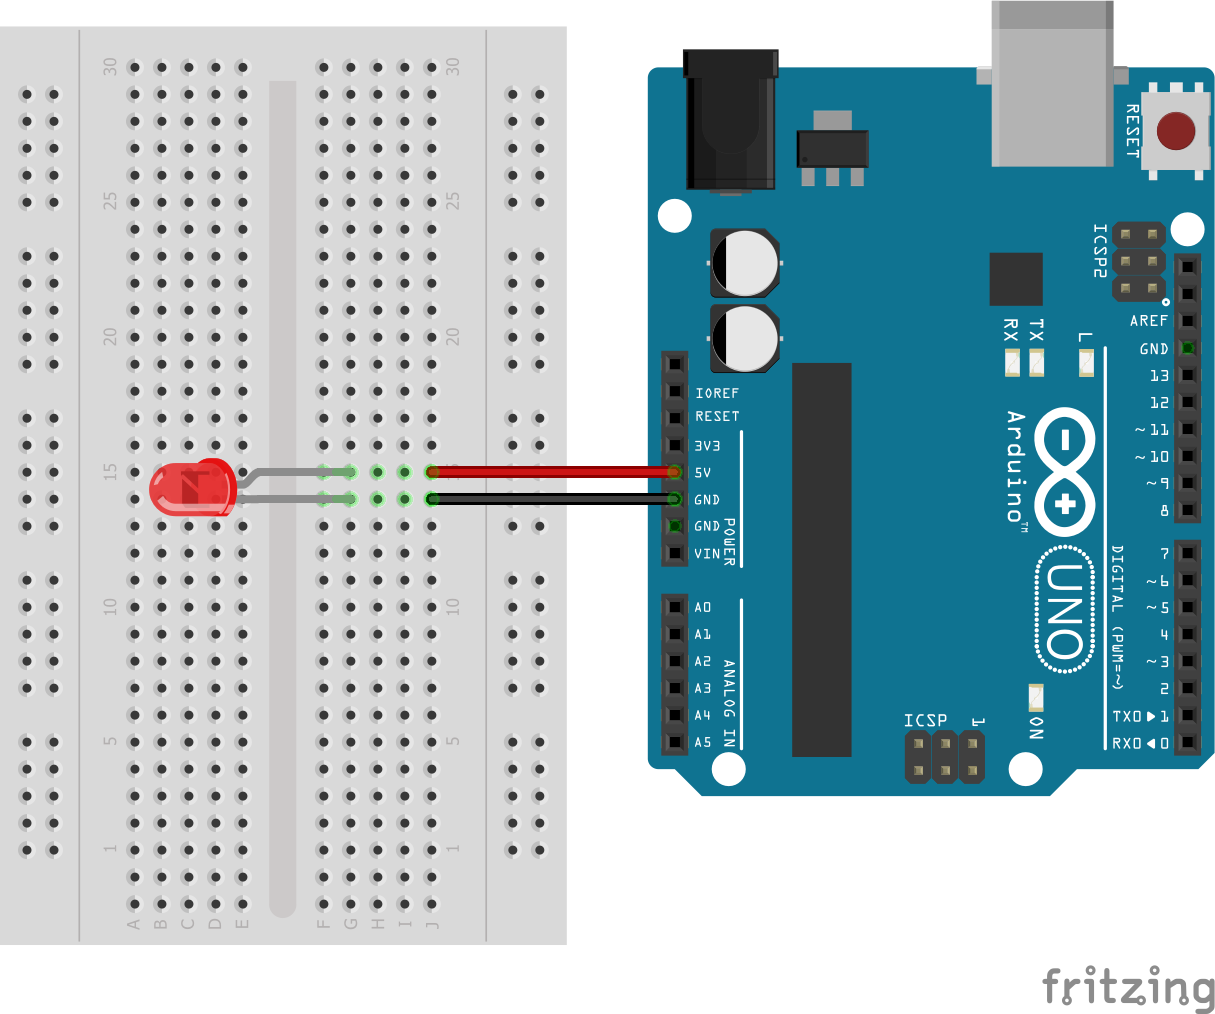 30 30
25 25
20 20
15
10 10
5 5
1 1
A B C D E F G H I J
RESET
ICSP2
AREF
GND
13
12
~11
~10
~9
8
RX
TX
L
IOREF
RESET
3V3
5V
GND
GND
VIN
POWER
Arduino™
UNO
7
~6
~5
4
~3
2
TX0▶1
RX0◀0
DIGITAL (PWM=~)
A0
A1
A2
A3
A4
A5
ANALOG IN
ICSP
1
ON
fritzing